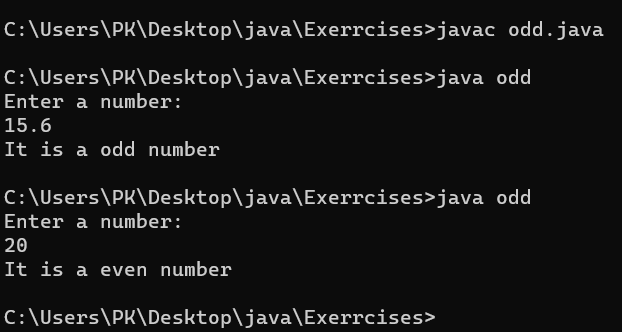 C:\Users\PK\Desktop\java\Exerrcises>javac odd.java
C:\Users\PK\Desktop\java\Exerrcises>java odd
Enter a number:
15.6
It is a odd number
C:\Users\PK\Desktop\java\Exerrcises>java odd
Enter a number:
20
It is a even number
C:\Users\PK\Desktop\java\Exerrcises>